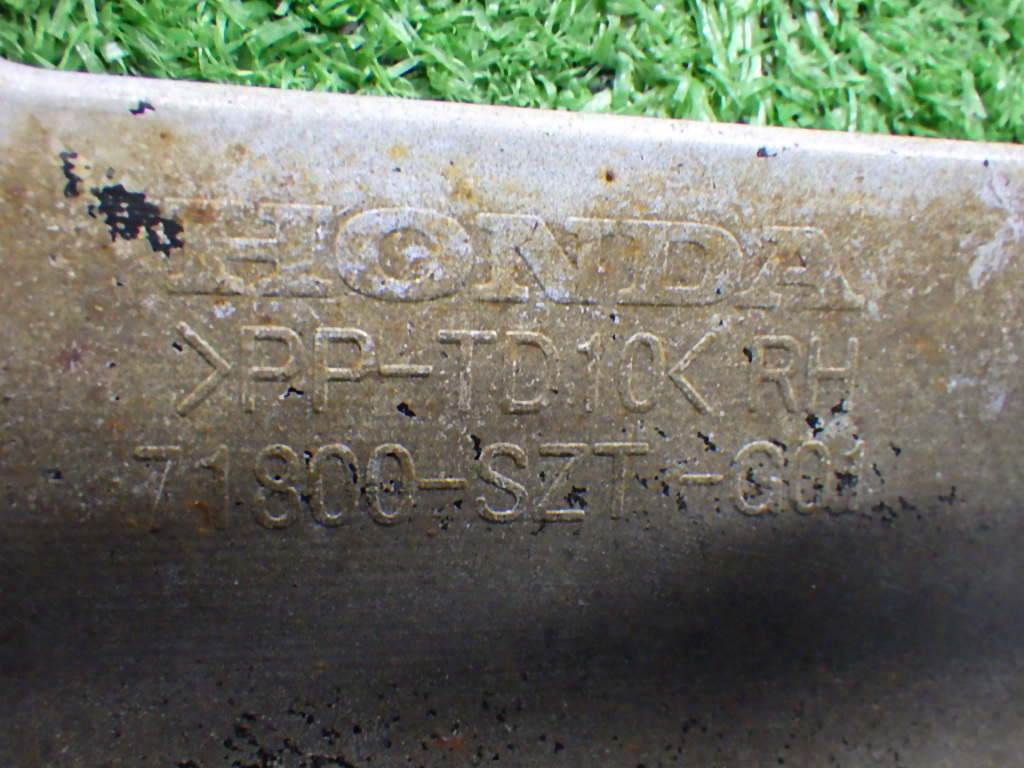 HONDA
>PP-TD10< RH
71800-SZT -G01